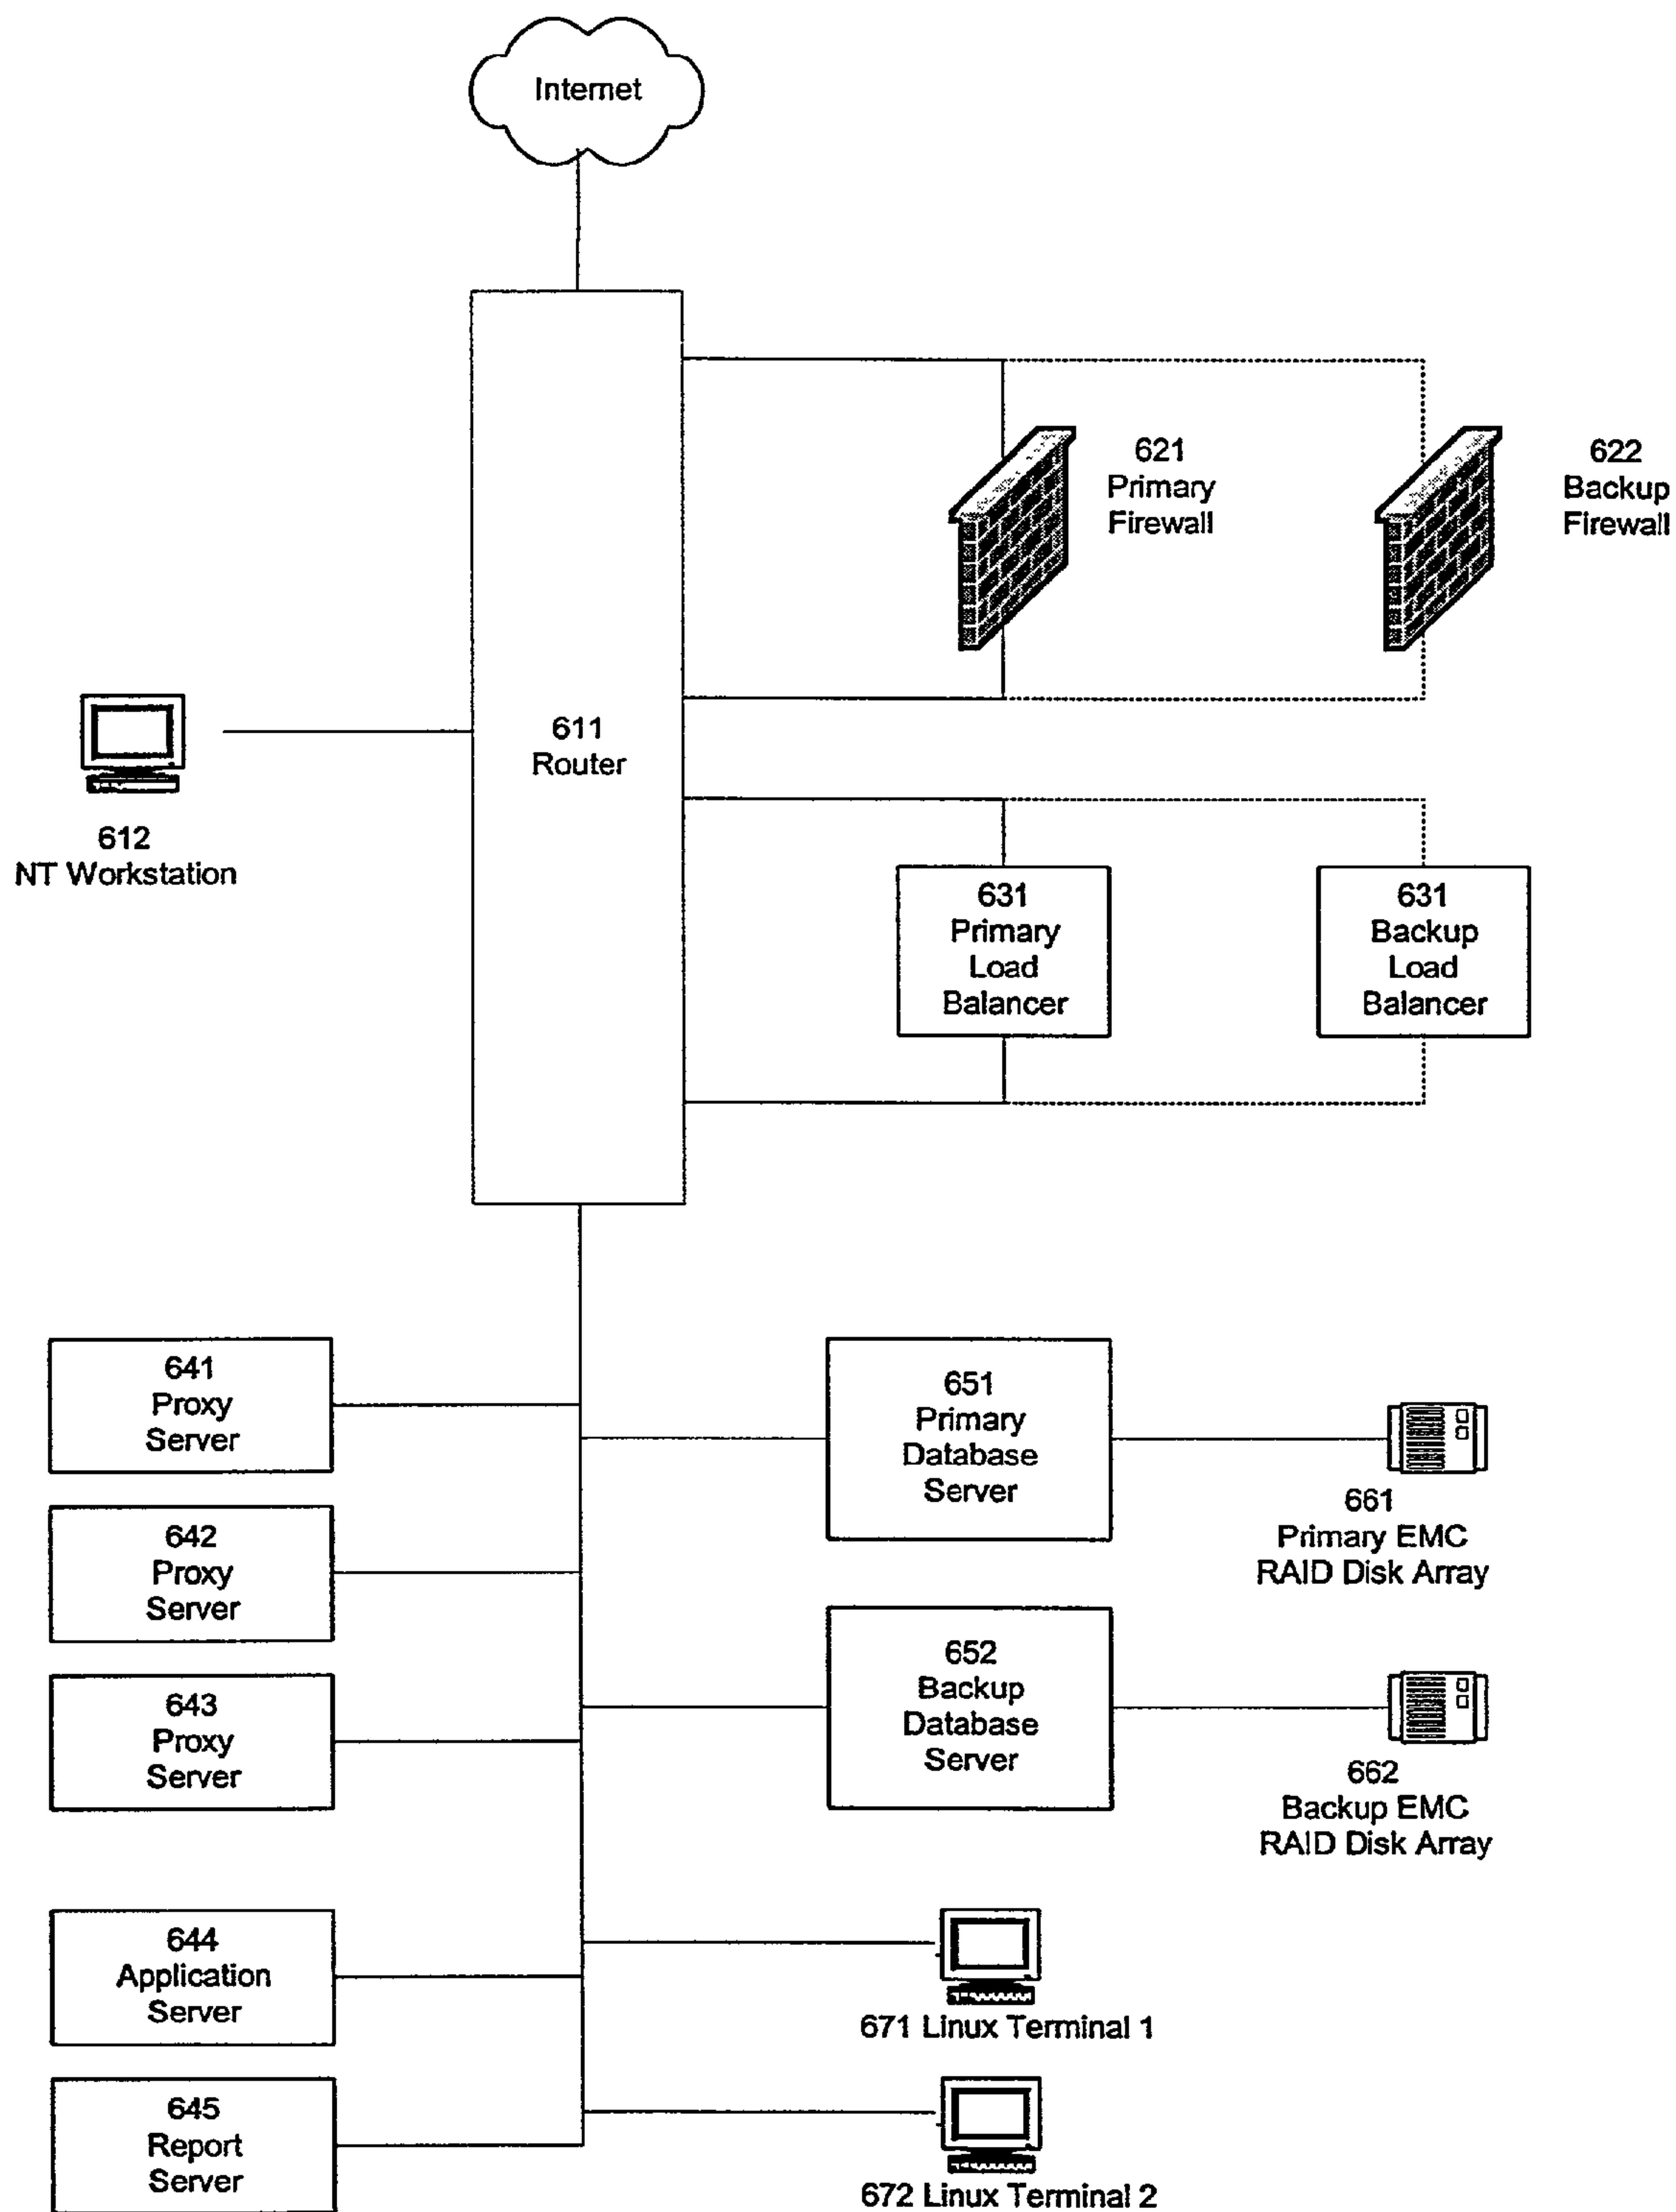 Internet
621
Primary
Firewall
622
Backup
Firewall
611
Router
612
NT Workstation
631
Primary
Load
Balancer
631
Backup
Load
Balancer
641
Proxy
Server
651
Primary
Database
Server
661
Primary EMC
RAID Disk Array
642
Proxy
Server
652
Backup
Database
Server
643
Proxy
Server
662
Backup EMC
RAID Disk Array
644
Application
Server
671 Linux Terminal 1
645
Report
Server
672 Linux Terminal 2